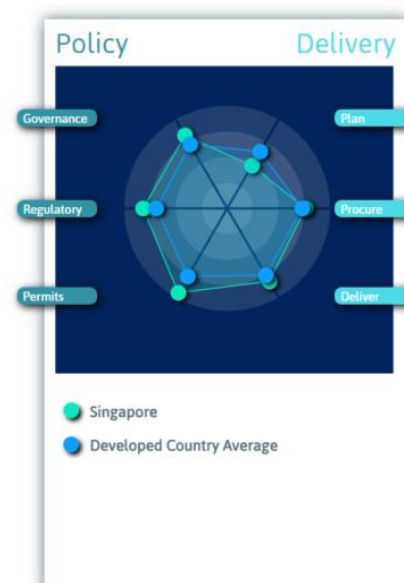 Policy Delivery
Governance Plan
Regulatory Procure
Permits Deliver
Singapore
Developed Country Average